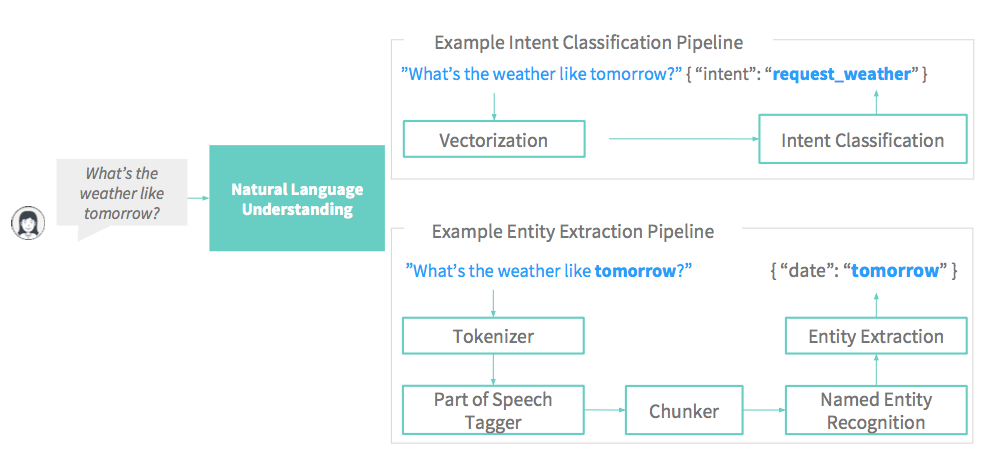 Example Intent Classification Pipeline
”What’s the weather like tomorrow?” { “intent”: “request_weather” }
Vectorization
Intent Classification
What’s the
weather like
tomorrow?
Natural Language
Understanding
Example Entity Extraction Pipeline
”What’s the weather like tomorrow?”
{ “date”: “tomorrow” }
Tokenizer
Entity Extraction
Part of Speech
Tagger
Chunker
Named Entity
Recognition